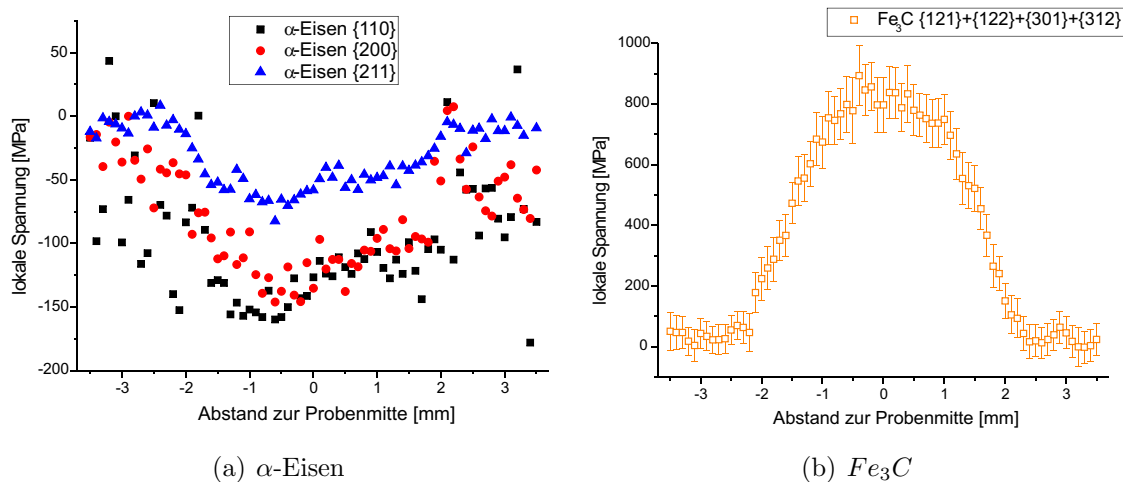 α-Eisen {110}
α-Eisen {200}
α-Eisen {211}
50
0
-50
-100
-150
-200
lokale Spannung [MPa]
-3 -2 -1 0 1 2 3
Abstand zur Probenmitte [mm]
(a) α-Eisen
Fe3C {121}+{122}+{301}+{312}
1000
800
600
400
200
0
lokale Spannung [MPa]
-3 -2 -1 0 1 2 3
Abstand zur Probenmitte [mm]
(b) Fe3C